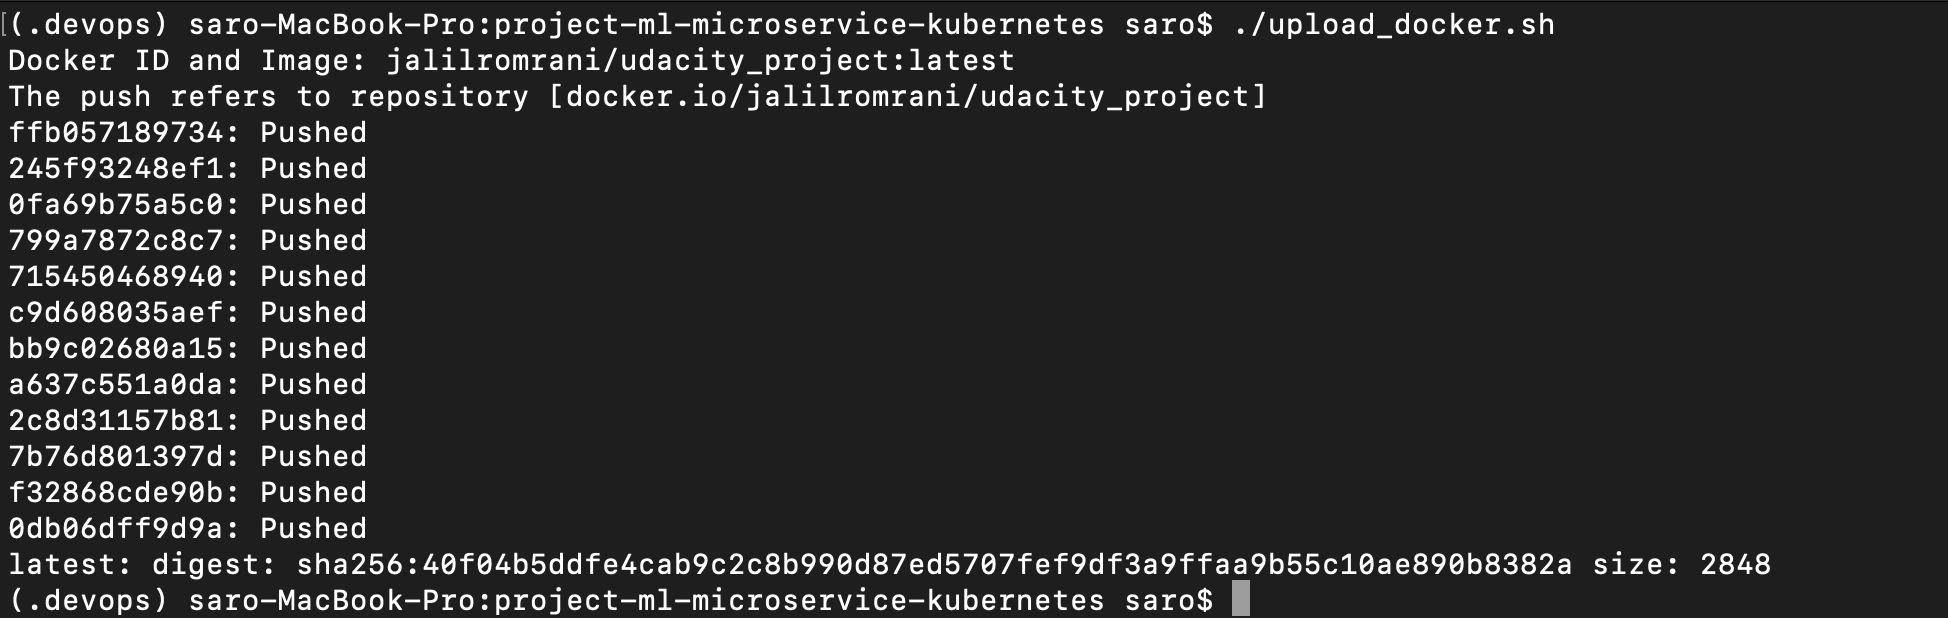 (.devops) saro-MacBook-Pro:project-ml-microservice-kubernetes saro$ ./upload_docker.sh
Docker ID and Image: jalilromrani/udacity_project:latest
The push refers to repository [docker.io/jalilromrani/udacity_project]
ffb057189734: Pushed
245f93248ef1: Pushed
0fa69b75a5c0: Pushed
799a7872c8c7: Pushed
715450468940: Pushed
c9d608035aef: Pushed
bb9c02680a15: Pushed
a637c551a0da: Pushed
2c8d31157b81: Pushed
7b76d801397d: Pushed
f32868cde90b: Pushed
0db06dff9d9a: Pushed
latest: digest: sha256:40f04b5ddfe4cab9c2c8b990d87ed5707fef9df3a9ffaa9b55c10ae890b8382a size: 2848
(.devops) saro-MacBook-Pro:project-ml-microservice-kubernetes saro$